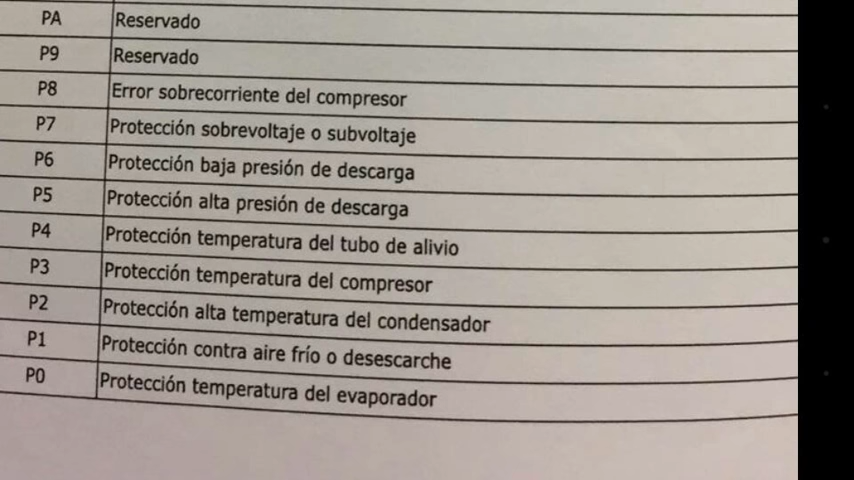 PA Reservado
P9 Reservado
P8 Error sobrecorriente del compresor
P7 Protección sobrevoltaje o subvoltaje
P6 Protección baja presión de descarga
P5 Protección alta presión de descarga
P4 Protección temperatura del tubo de alivio
P3 Protección temperatura del compresor
P2 Protección alta temperatura del condensador
P1 Protección contra aire frío o desescarche
P0 Protección temperatura del evaporador